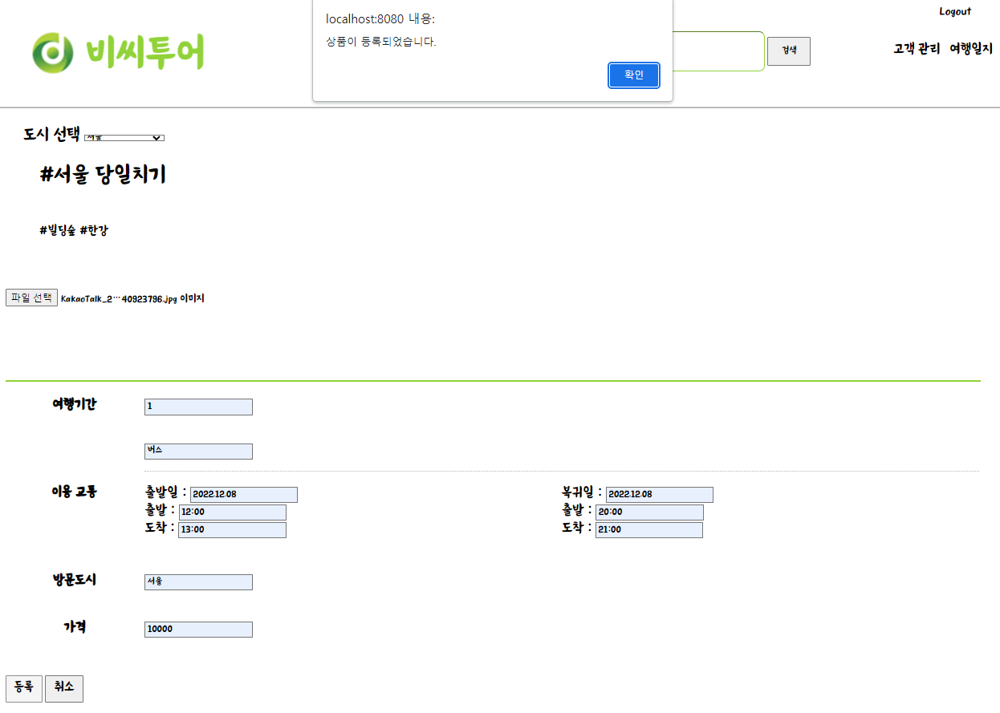 Logout
localhost:8080 내용:
상품이 등록되었습니다.
확인
비씨투어
검색
고객 관리 여행일지
도시 선택 서울
#서울 당일치기
#빌딩숲 #한강
파일 선택 KakaoTalk_2…40923796.jpg 이미지
여행기간 1
버스
이용 교통 출발일 : 2022.12.08 복귀일 : 2022.12.08
출발 : 12:00 출발 : 20:00
도착 : 13:00 도착 : 21:00
방문도시 서울
가격 10000
등록 취소